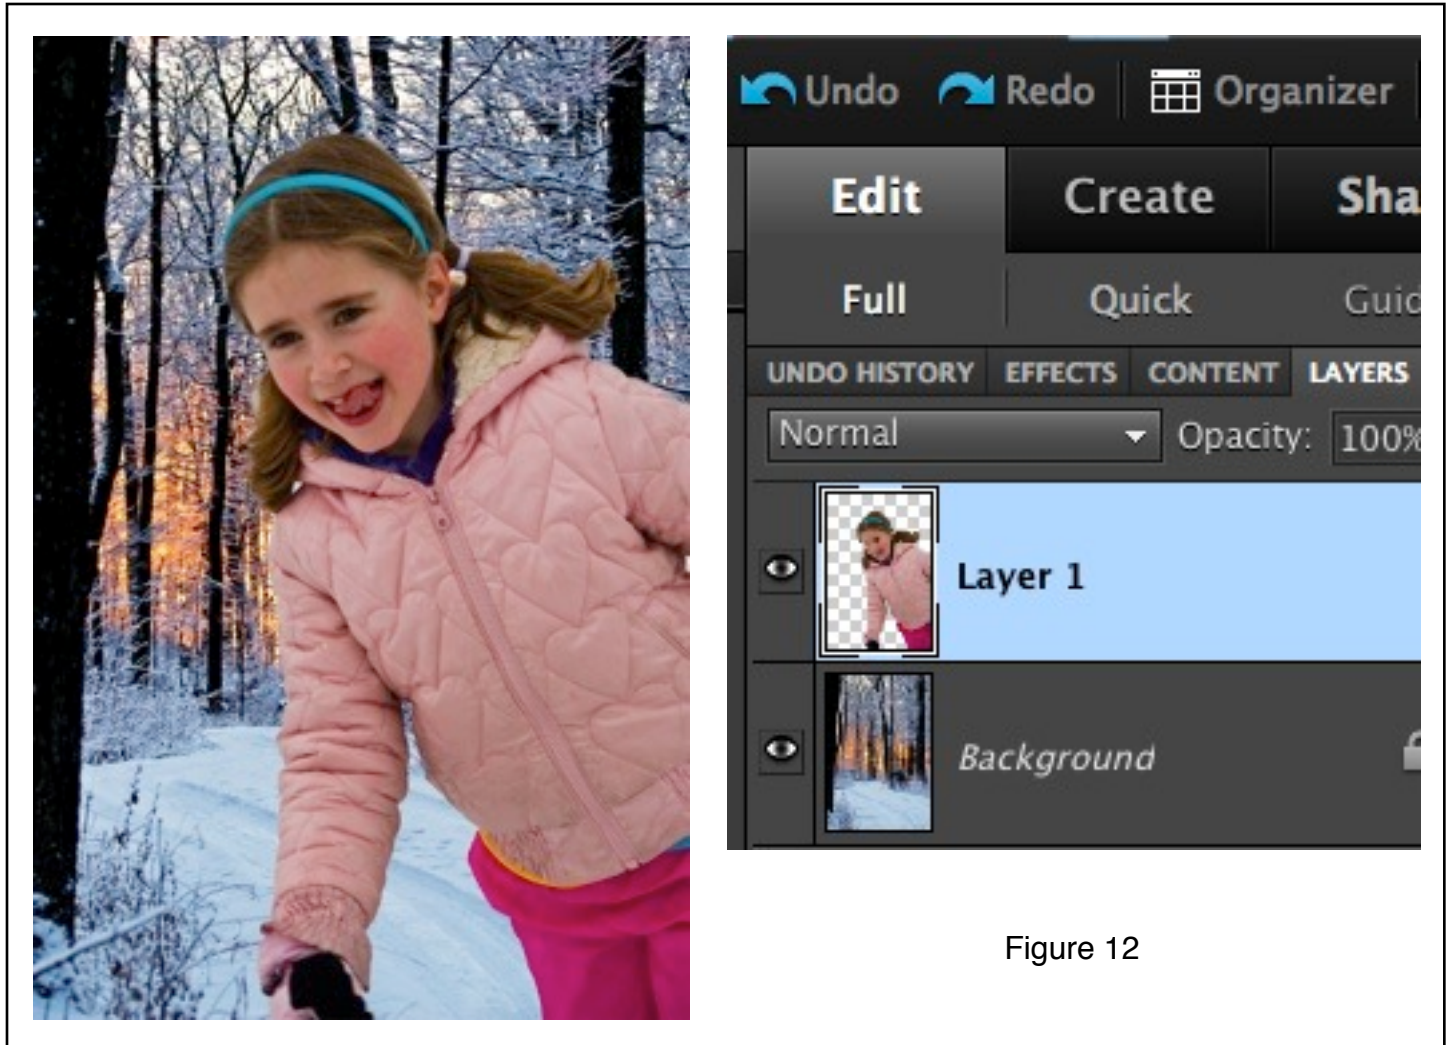 Undo Redo Organizer
Edit Create Sha
Full Quick Guid
UNDO HISTORY EFFECTS CONTENT LAYERS
Normal Opacity: 100%
Layer 1
Background
Figure 12